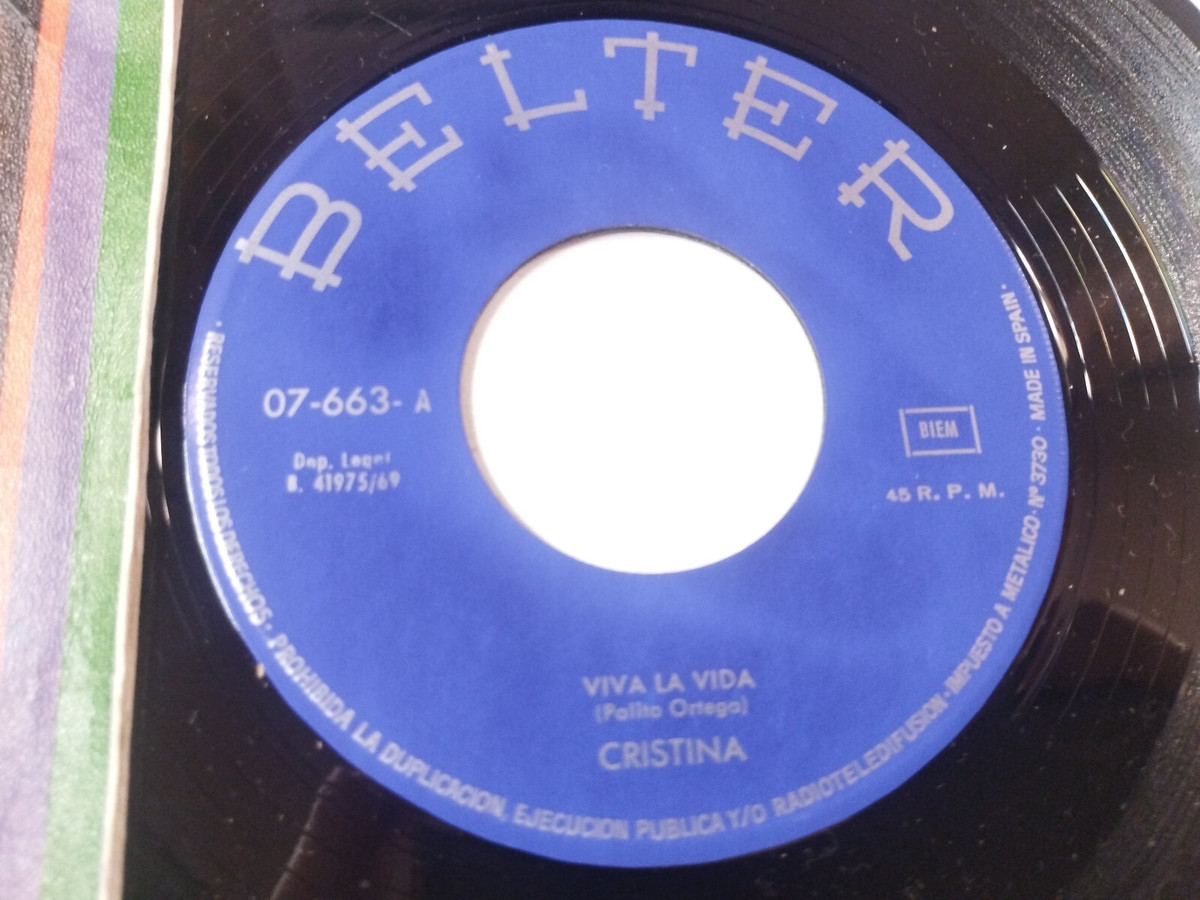 BELTER
07-663- A
Dep. Legal
B. 41975/69
BIEM
45 R. P. M.
VIVA LA VIDA
(Palito Ortega)
CRISTINA
· RESERVADOS TODOS LOS DERECHOS · PROHIBIDA LA DUPLICACION, EJECUCION PUBLICA Y/O RADIOTELEDIFUSION · IMPUESTO A METALICO · Nº 3730 · MADE IN SPAIN ·